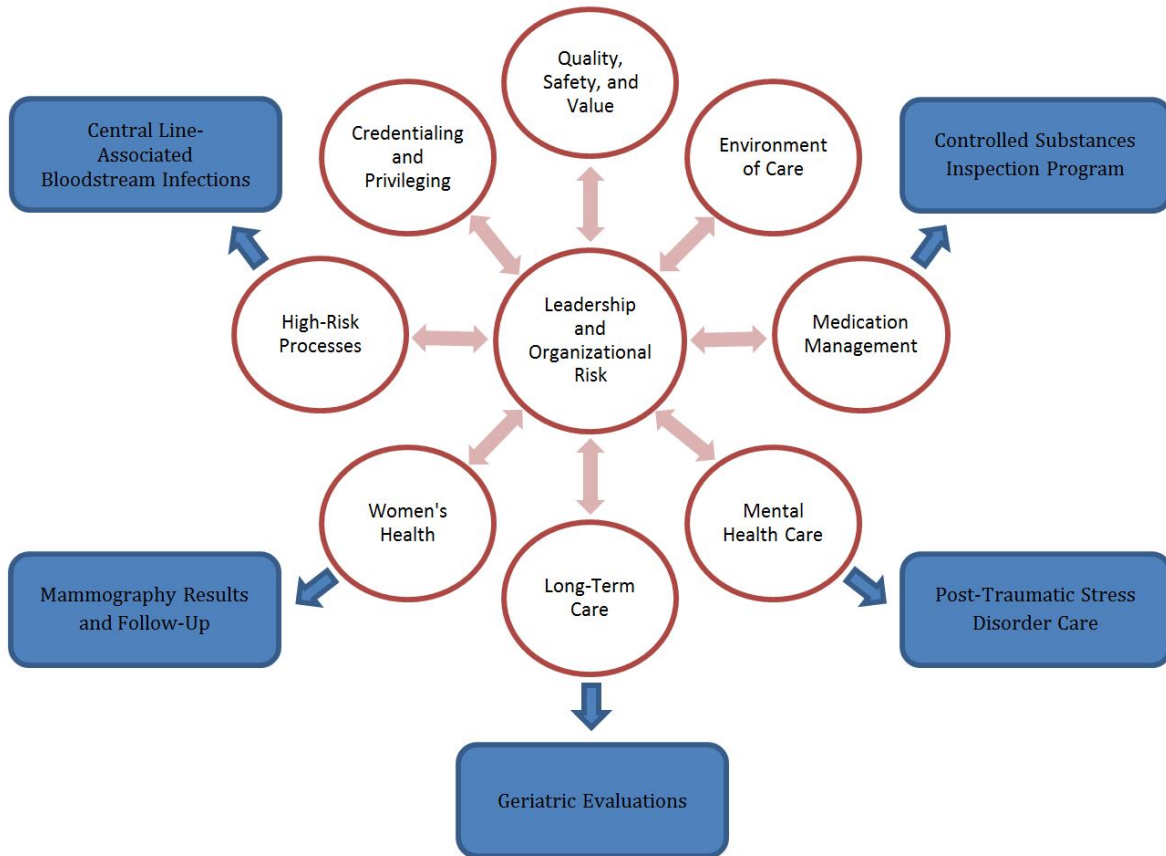 Quality,
Safety, and
Value
Credentialing
and
Privileging
Environment
of Care
Central Line-
Associated
Bloodstream Infections
Controlled Substances
Inspection Program
High-Risk
Processes
Leadership
and
Organizational
Risk
Medication
Management
Women's
Health
Mental
Health Care
Long-Term
Care
Mammography Results
and Follow-Up
Post-Traumatic Stress
Disorder Care
Geriatric Evaluations